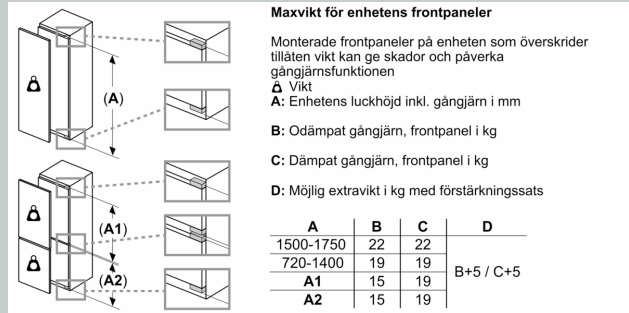 Maxvikt för enhetens frontpaneler
Monterade frontpaneler på enheten som överskrider
tillåten vikt kan ge skador och påverka
gångjärnsfunktionen
Vikt
A: Enhetens luckhöjd inkl. gångjärn i mm
B: Odämpat gångjärn, frontpanel i kg
C: Dämpat gångjärn, frontpanel i kg
D: Möjlig extravikt i kg med förstärkningssats
(A)
(A1)
(A2)
A B C D
1500-1750 22 22
720-1400 19 19
B+5 / C+5
A1 15 19
A2 15 19